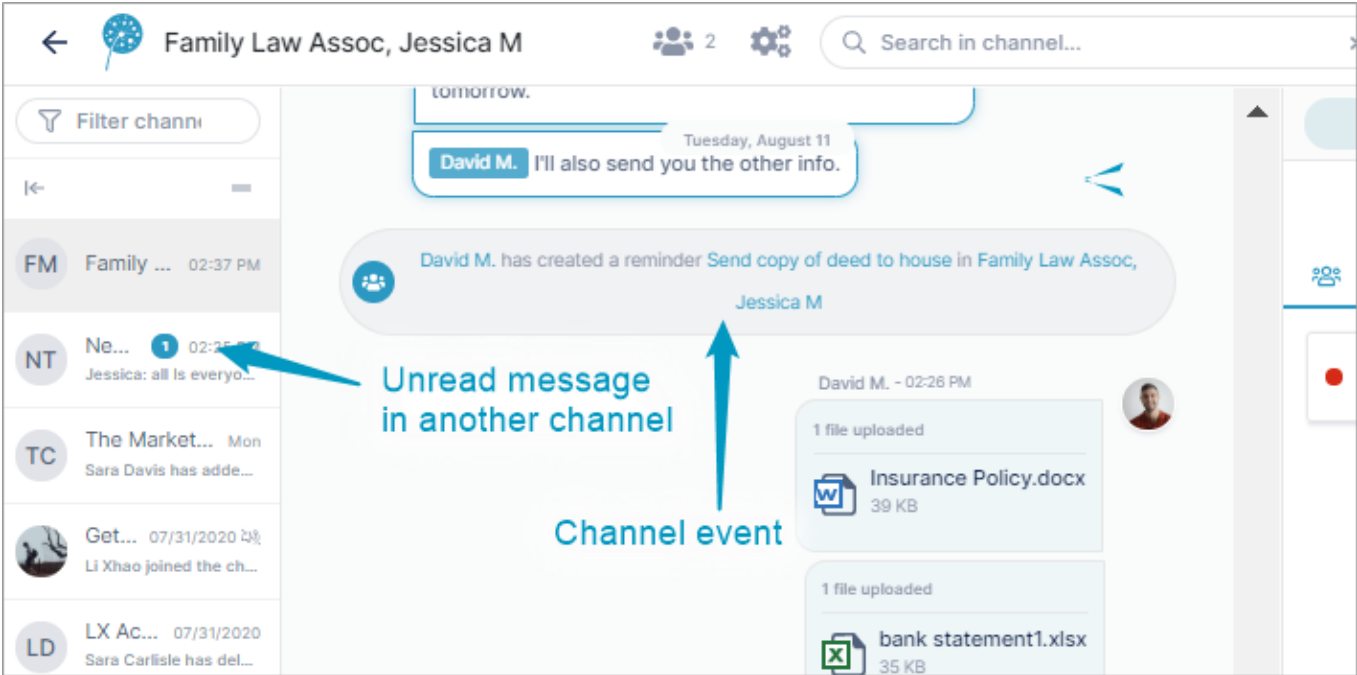 Family Law Assoc, Jessica M
2
Search in channel...
Filter chann
FM
Family ...
02:37 PM
NT
Ne...
1
Jessica: all Is everyo...
TC
The Market...
Mon
Sara Davis has adde...
Get...
07/31/2020
Li Xhao joined the ch...
LD
LX Ac...
07/31/2020
Sara Carlisle has del...
tomorrow.
Tuesday, August 11
David M. I'll also send you the other info.
David M. has created a reminder Send copy of deed to house in Family Law Assoc,
Jessica M
Unread message
in another channel
Channel event
David M. - 02:26 PM
1 file uploaded
Insurance Policy.docx
39 KB
1 file uploaded
bank statement1.xlsx
35 KB